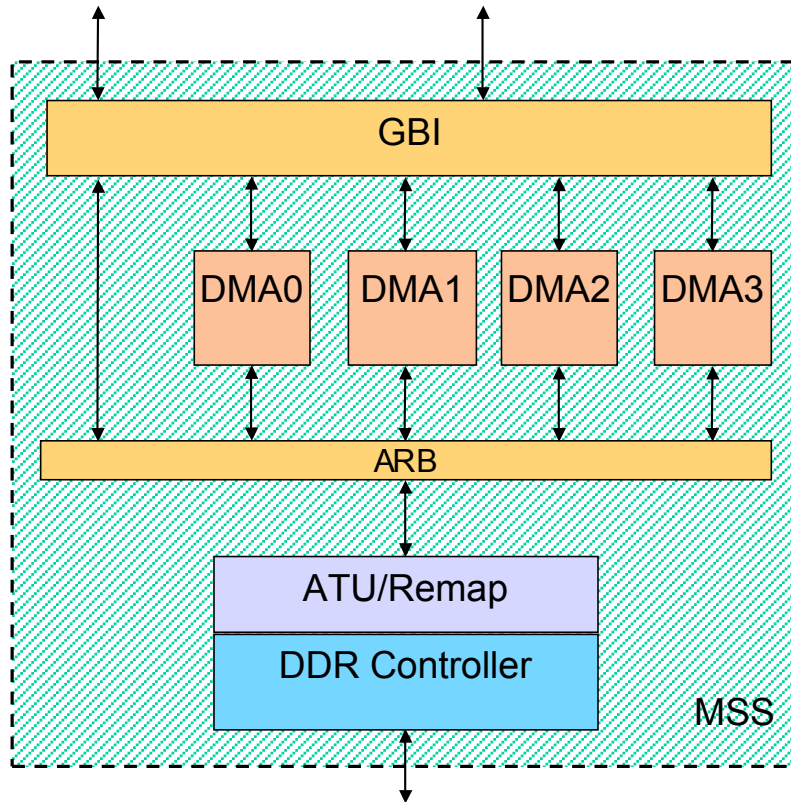 GBI
DMA0
DMA1
DMA2
DMA3
ARB
ATU/Remap
DDR Controller
MSS